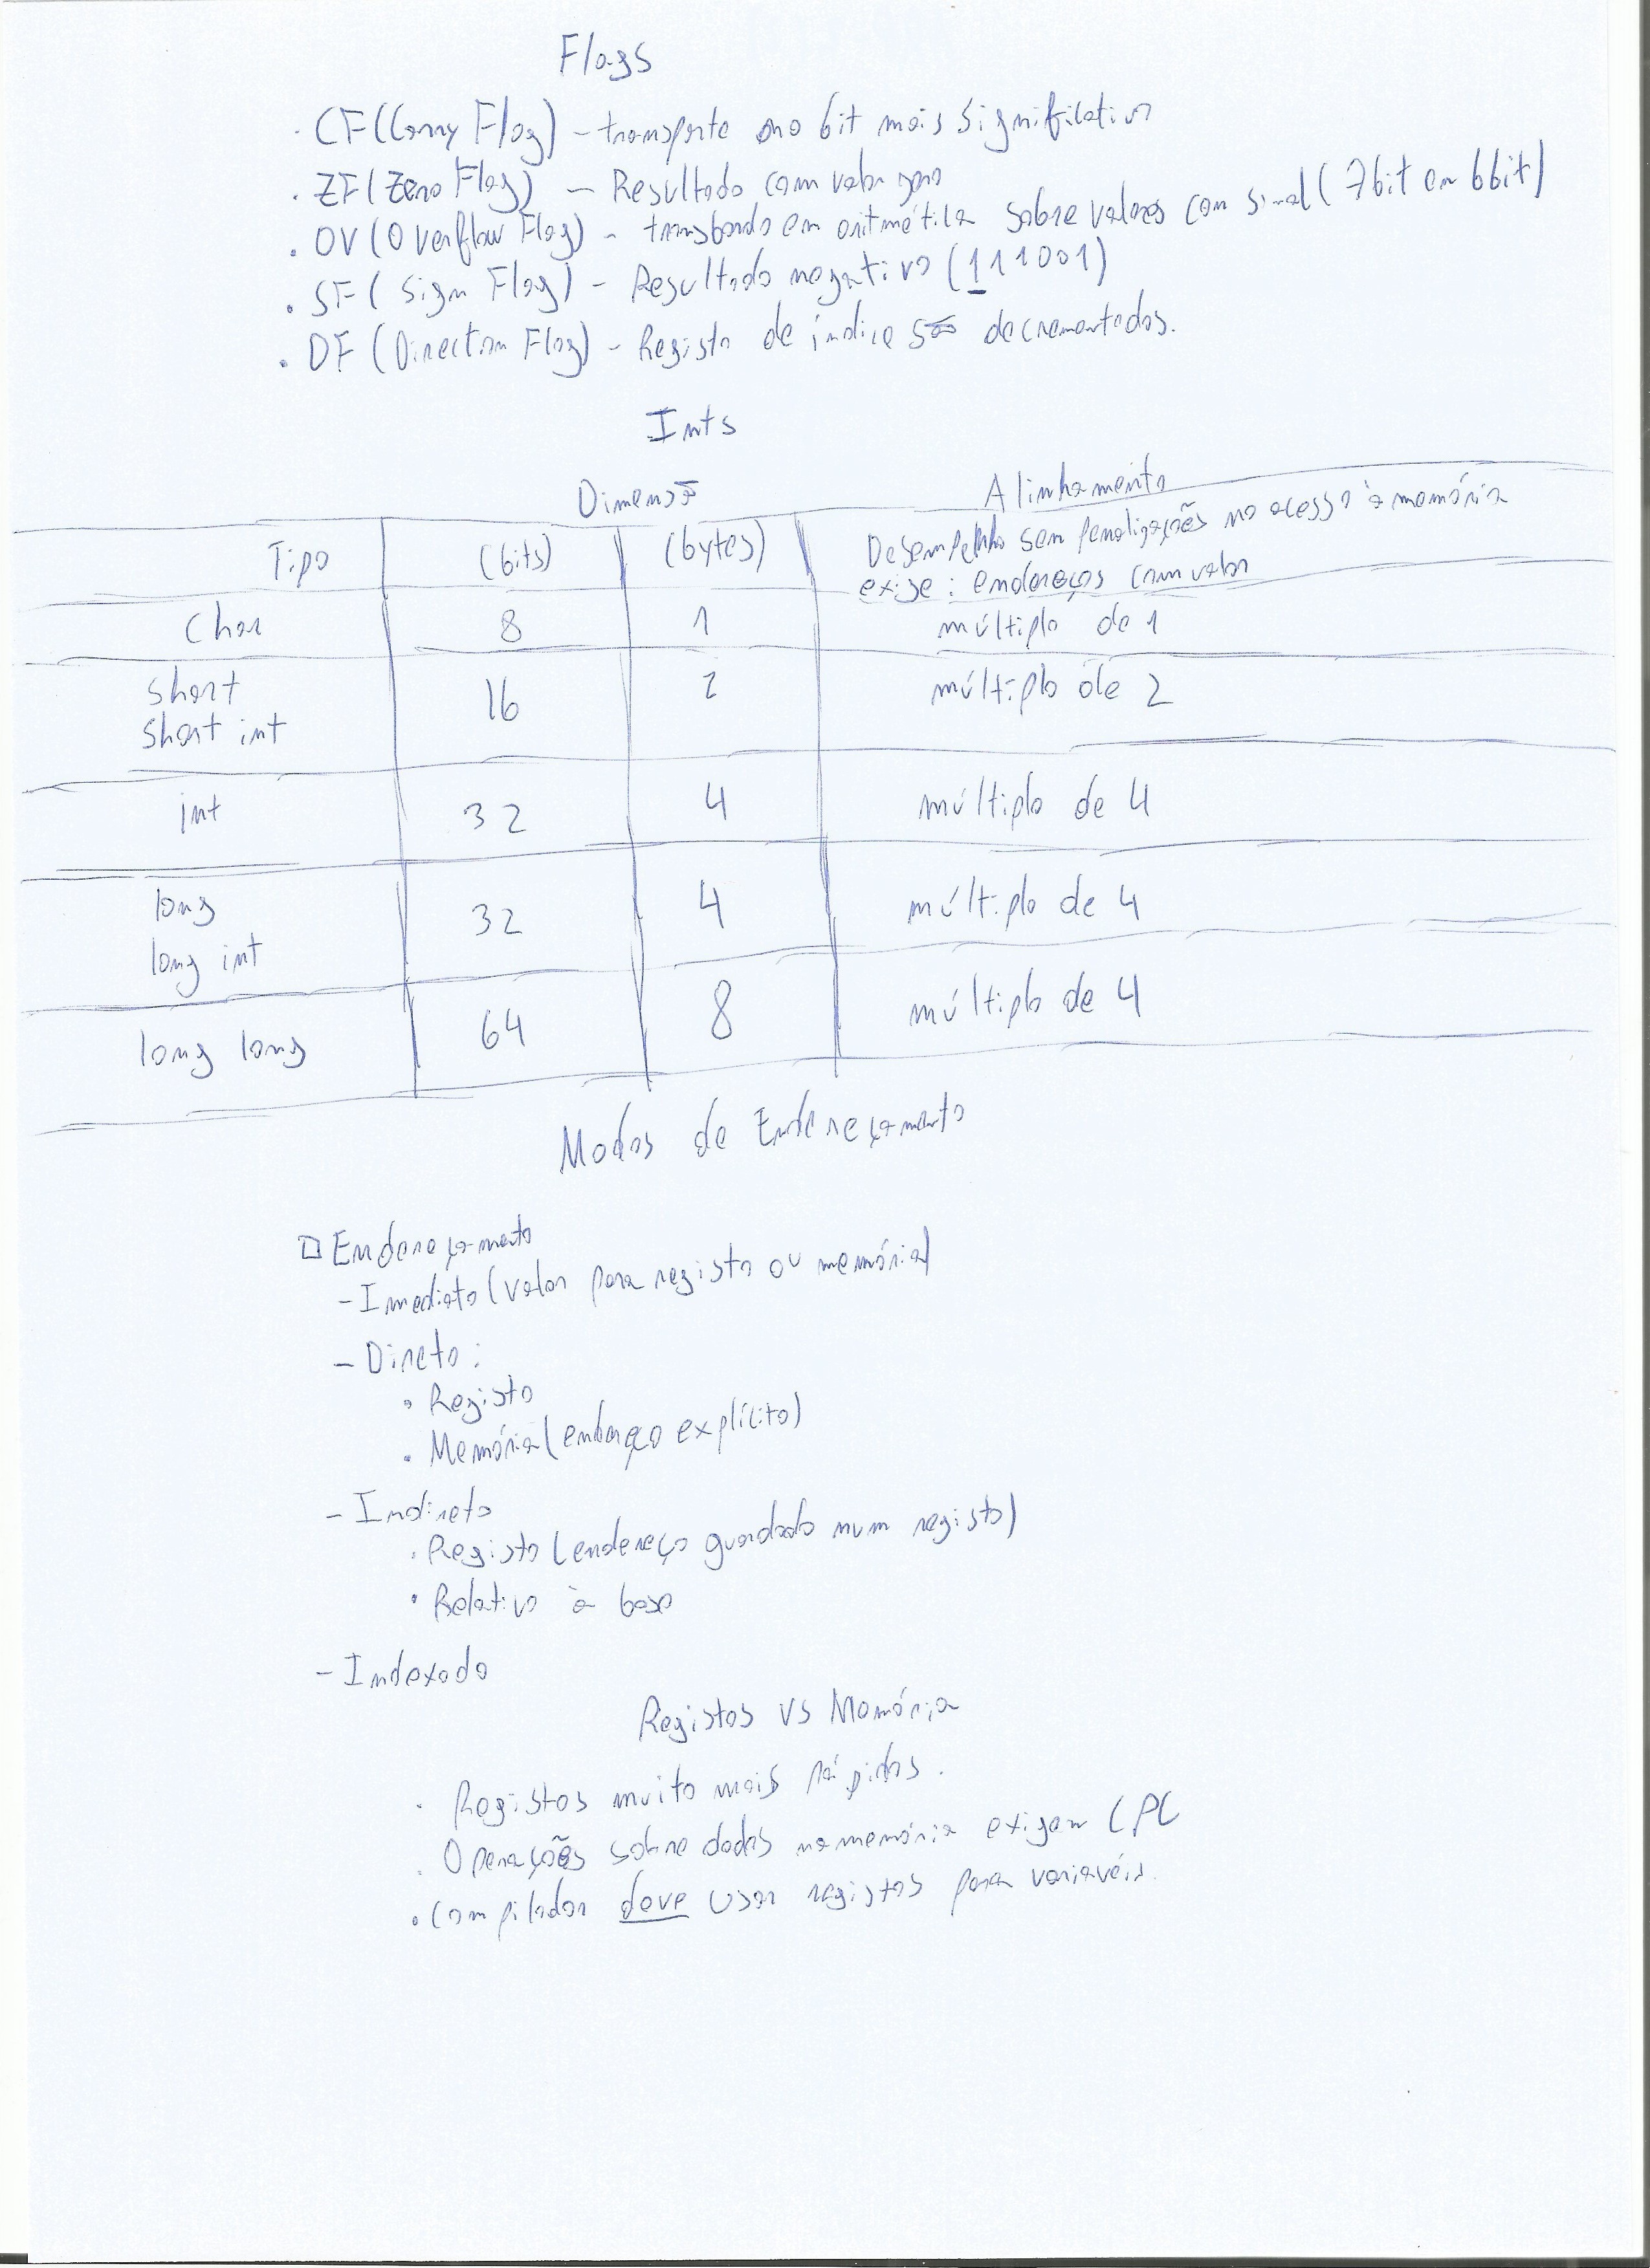 Flags
· CF (Carry Flag) - transporte no bit mais significativo
· ZF (Zero Flag) - Resultado com valor zero
· OV (Overflow Flag) - transbordo em aritmética sobre valores com sinal (7bit em 6bit)
· SF (Sign Flag) - Resultado negativo (111001)
· DF (Direction Flag) - Registo de índice são decrementados.
Ints
Dimensão Alinhamento
Tipo (bits) (bytes) Desempenho sem penalizações no acesso à memória
exige: endereços com valor
Char 8 1 múltiplo de 1
short 16 2 múltiplo de 2
short int
int 32 4 múltiplo de 4
long 32 4 múltiplo de 4
long int
long long 64 8 múltiplo de 4
Modos de Endereçamento
□ Endereçamento
- Imediato (valor para registo ou memória)
- Direto:
· Registo
· Memória (endereço explícito)
- Indireto
· Registo (endereço guardado num registo)
· Relativo à base
- Indexado
Registos vs Memória
· Registos muito mais rápidos.
· Operações sobre dados na memória exigem
· Compilador deve usar registos para variavéis.